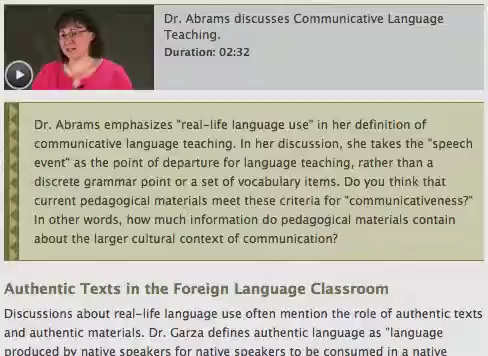 Dr. Abrams discusses Communicative Language
Teaching.
Duration: 02:32
Dr. Abrams emphasizes "real-life language use" in her definition of
communicative language teaching. In her discussion, she takes the "speech
event" as the point of departure for language teaching, rather than a
discrete grammar point or a set of vocabulary items. Do you think that
current pedagogical materials meet these criteria for "communicativeness?"
In other words, how much information do pedagogical materials contain
about the larger cultural context of communication?
Authentic Texts in the Foreign Language Classroom
Discussions about real-life language use often mention the role of authentic texts
and authentic materials. Dr. Garza defines authentic language as "language
produced by native speakers for native speakers to be consumed in a native